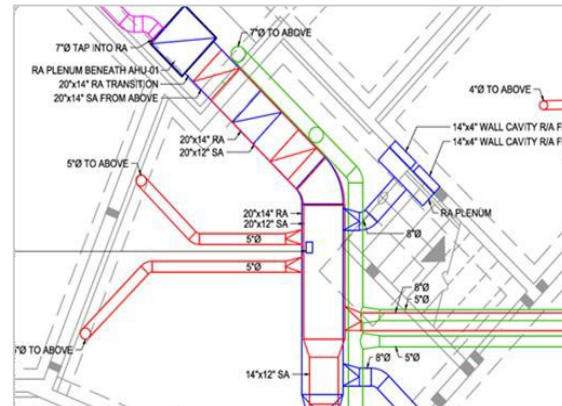 7"Ø TO ABOVE
7"Ø TAP INTO RA
RA PLENUM BENEATH AHU-01
20"x14" RA TRANSITION
20"x14" SA FROM ABOVE
4"Ø TO ABOVE
14"x4" WALL CAVITY R/A F
14"x4" WALL CAVITY R/A F
20"x14" RA
20"x12" SA
5"Ø TO ABOVE
RA PLENUM
20"x14" RA
20"x12" SA
8"Ø
5"Ø
5"Ø
8"Ø
5"Ø
"Ø TO ABOVE
8"Ø
5"Ø
14"x12" SA